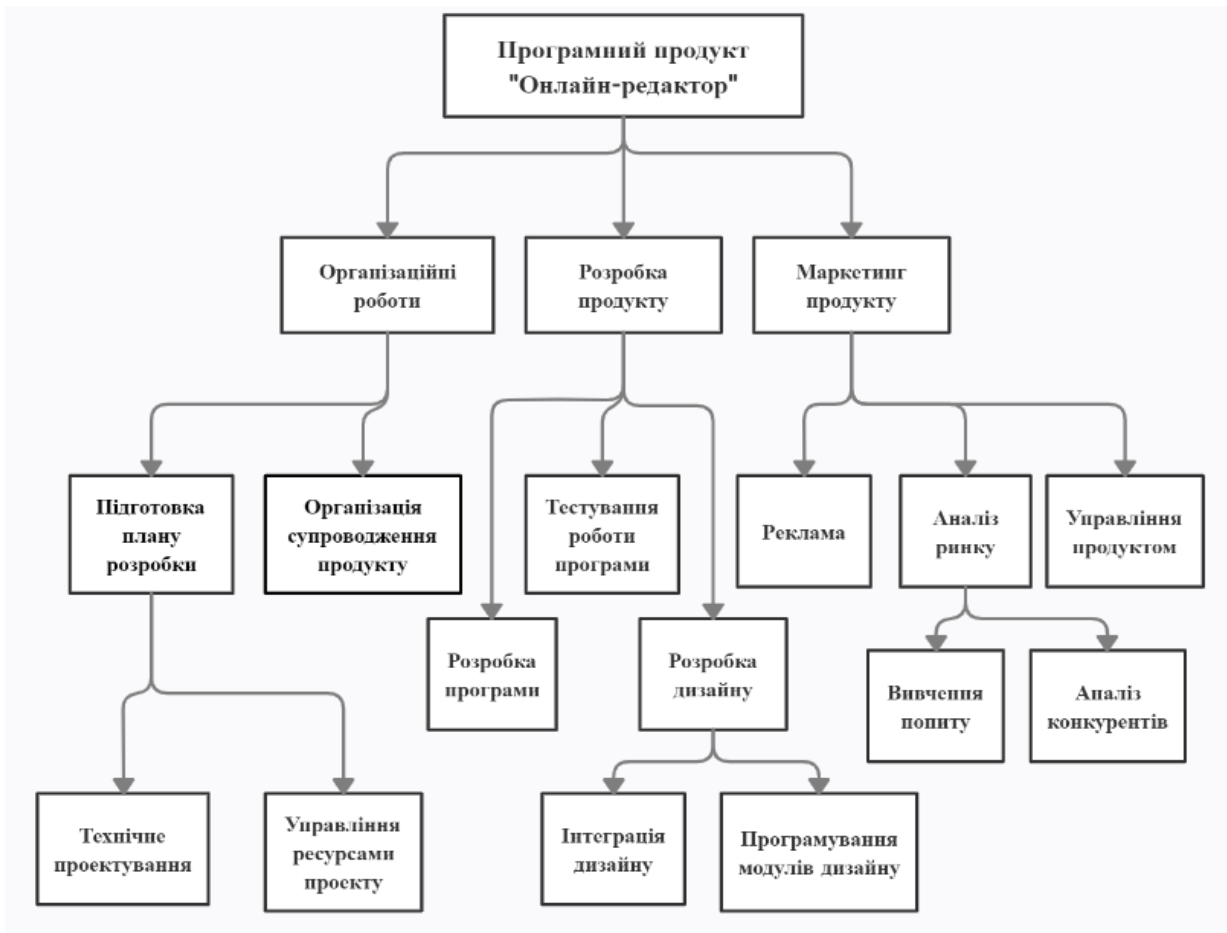 Програмний продукт
"Онлайн-редактор"
Організаційні
роботи
Розробка
продукту
Маркетинг
продукту
Підготовка
плану
розробки
Організація
супроводження
продукту
Тестування
роботи
програми
Реклама
Аналіз
ринку
Управління
продуктом
Розробка
програми
Розробка
дизайну
Вивчення
попиту
Аналіз
конкурентів
Технічне
проектування
Управління
ресурсами
проекту
Інтеграція
дизайну
Програмування
модулів дизайну